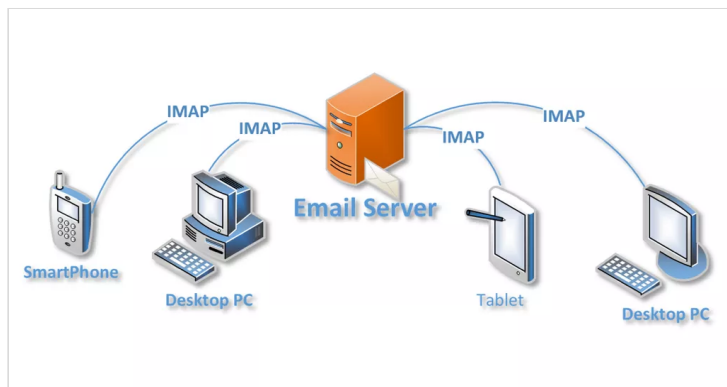 IMAP
IMAP
IMAP
IMAP
Email Server
SmartPhone
Desktop PC
Tablet
Desktop PC